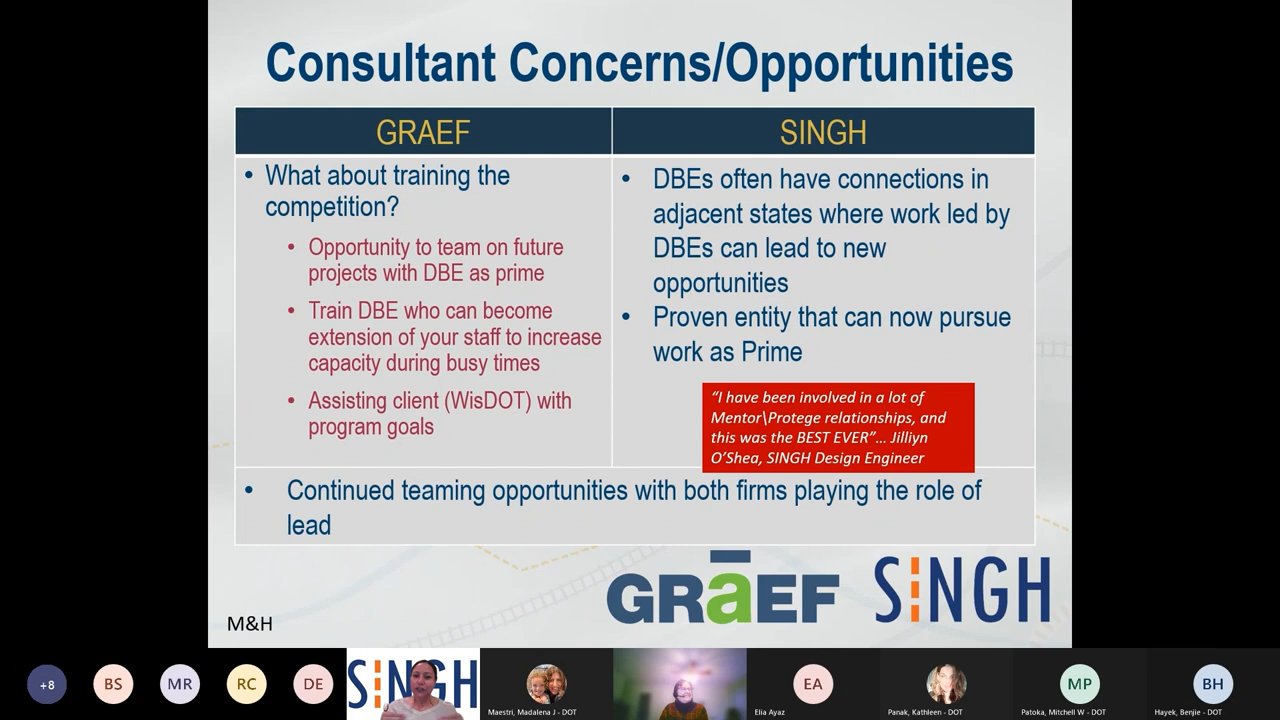 Consultant Concerns/Opportunities
GRAEF
SINGH
• What about training the
competition?
• Opportunity to team on future
projects with DBE as prime
• Train DBE who can become
extension of your staff to increase
capacity during busy times
• Assisting client (WisDOT) with
program goals
• DBEs often have connections in
adjacent states where work led by
DBEs can lead to new
opportunities
• Proven entity that can now pursue
work as Prime
“I have been involved in a lot of
Mentor\Protege relationships, and
this was the BEST EVER”... Jilliyn
O’Shea, SINGH Design Engineer
• Continued teaming opportunities with both firms playing the role of
lead
GRāEF
SINGH
M&H
+8
BS
MR
RC
DE
SINGH
Maestri, Madalena J - DOT
EA
Elia Ayaz
Panak, Kathleen - DOT
MP
Patoka, Mitchell W - DOT
BH
Hayek, Benjie - DOT